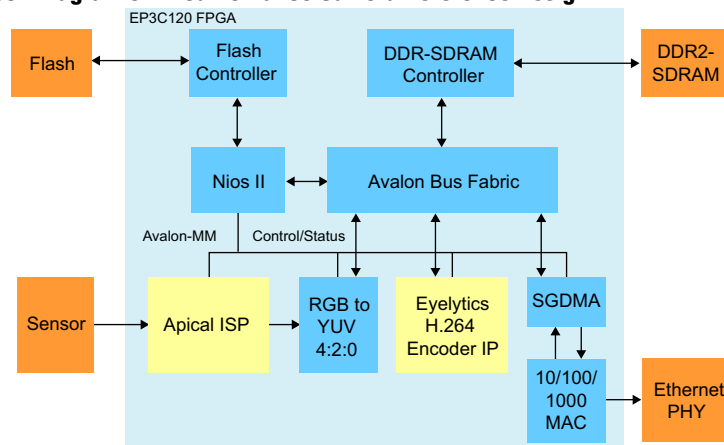 EP3C120 FPGA
Flash
Flash
Controller
DDR-SDRAM
Controller
DDR2-
SDRAM
Nios II
Avalon Bus Fabric
Avalon-MM
Control/Status
Sensor
Apical ISP
RGB to
YUV
4:2:0
Eyelytics
H.264
Encoder IP
SGDMA
10/100/
1000
MAC
Ethernet
PHY